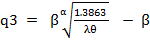 q3 = β ᵅ√(1.3863/λθ) − β